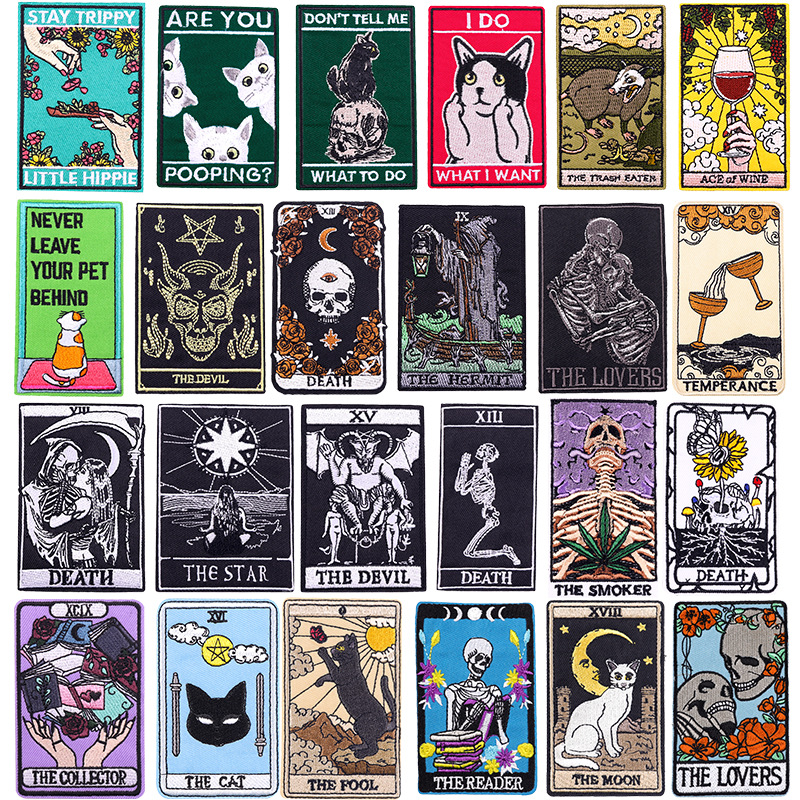 STAY TRIPPY
LITTLE HIPPIE
ARE YOU
POOPING?
DON'T TELL ME
WHAT TO DO
I DO
WHAT I WANT
THE TRASH EATER
ACE of WINE
NEVER
LEAVE
YOUR PET
BEHIND
THE DEVIL
XIII
DEATH
IX
THE HERMIT
THE LOVERS
XIV
TEMPERANCE
XIII
DEATH
THE STAR
XV
THE DEVIL
XIII
DEATH
THE SMOKER
DEATH
XCIX
THE COLLECTOR
XVI
THE CAT
THE FOOL
THE READER
XVIII
THE MOON
THE LOVERS